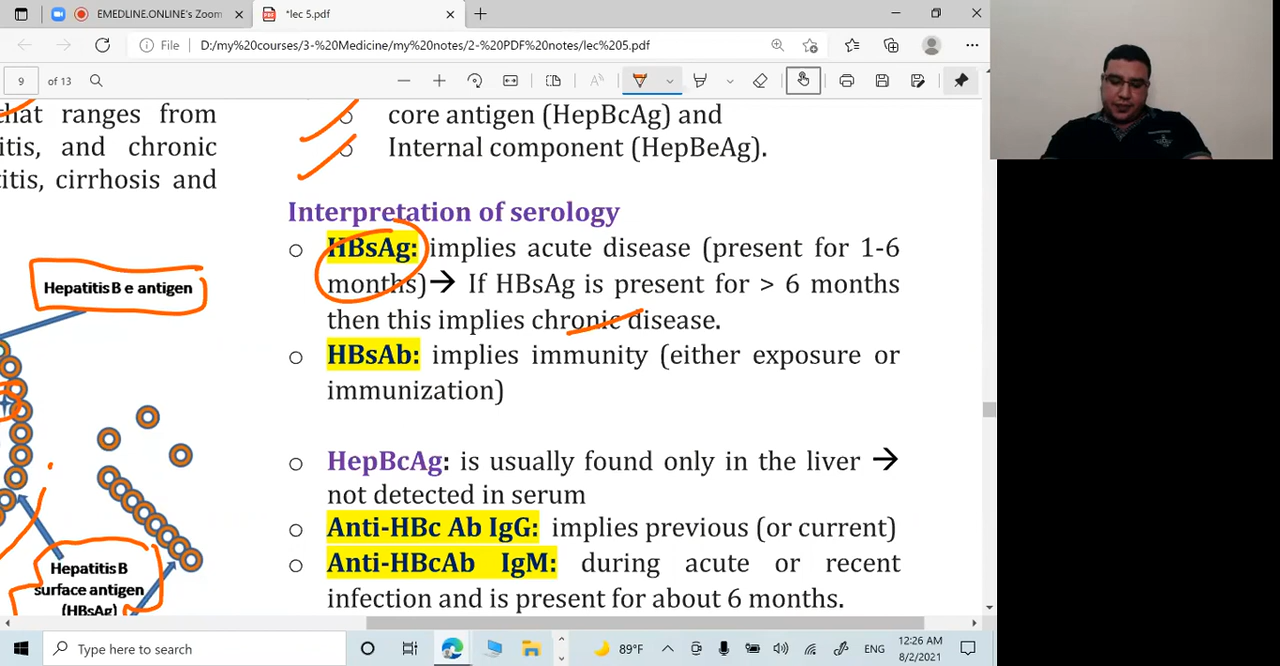 EMEDLINE.ONLINE's Zoom
*lec 5.pdf
File
D:/my%20courses/3-%20Medicine/my%20notes/2-%20PDF%20notes/lec%205.pdf
9 of 13
that ranges from
itis, and chronic
titis, cirrhosis and
Hepatitis B e antigen
Hepatitis B
surface antigen
(HBsAg)
core antigen (HepBcAg) and
Internal component (HepBeAg).
Interpretation of serology
HBsAg: implies acute disease (present for 1-6
months)→ If HBsAg is present for > 6 months
then this implies chronic disease.
HBsAb: implies immunity (either exposure or
immunization)
HepBcAg: is usually found only in the liver →
not detected in serum
Anti-HBc Ab IgG: implies previous (or current)
Anti-HBcAb IgM: during acute or recent
infection and is present for about 6 months.
Type here to search
89°F
ENG
12:26 AM
8/2/2021